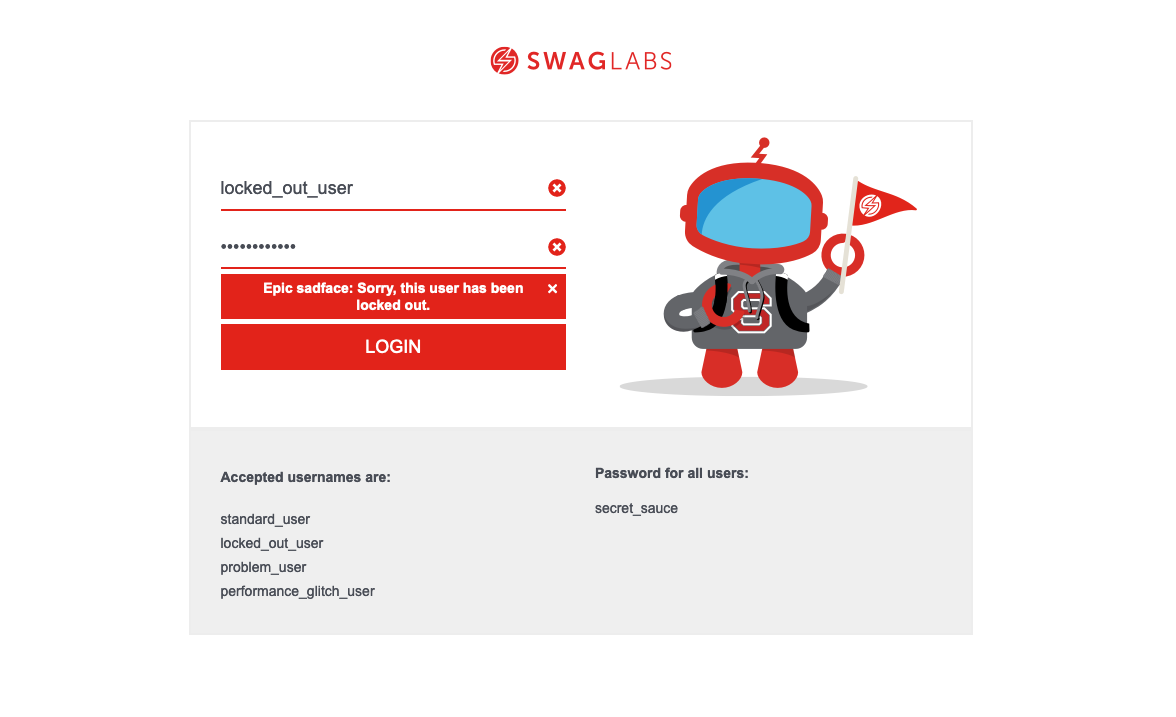 SWAGLABS
locked_out_user
••••••••••••
Epic sadface: Sorry, this user has been
locked out.
LOGIN
Accepted usernames are:
standard_user
locked_out_user
problem_user
performance_glitch_user
Password for all users:
secret_sauce